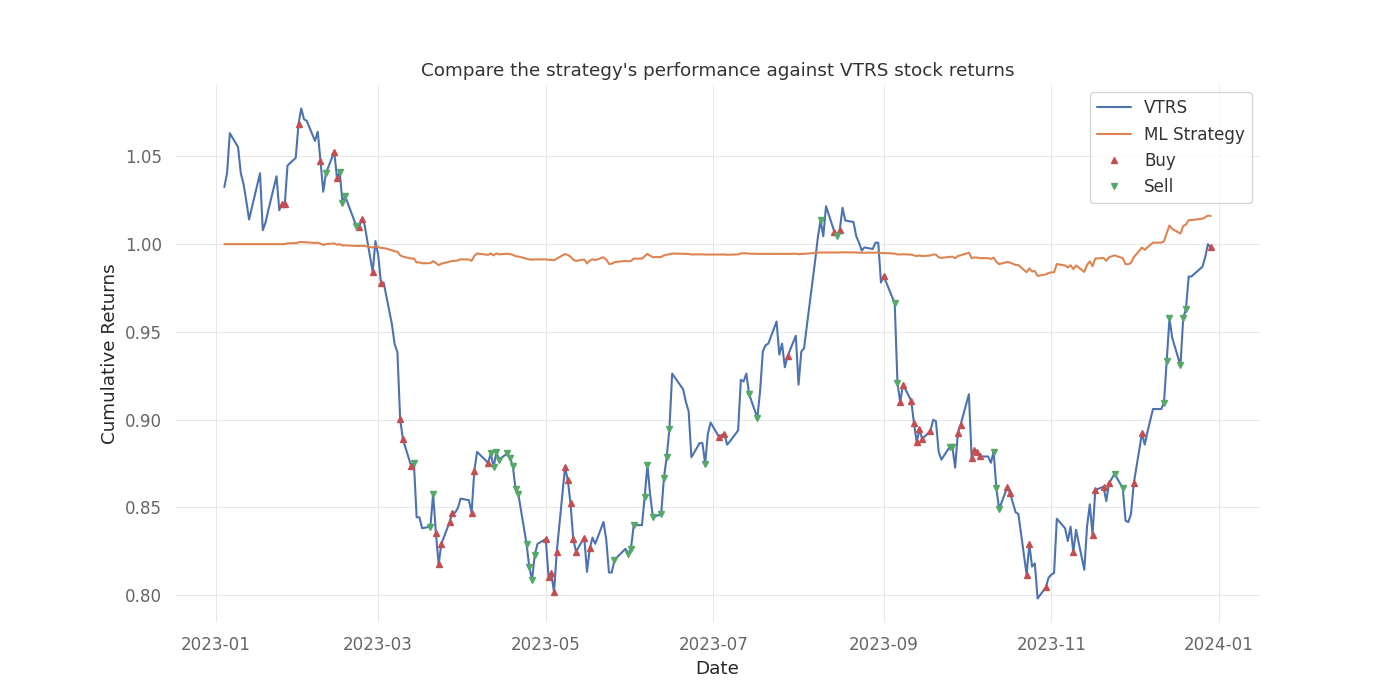 Compare the strategy's performance against VTRS stock returns
VTRS
ML Strategy
Buy
Sell
Cumulative Returns
1.05
1.00
0.95
0.90
0.85
0.80
2023-01
2023-03
2023-05
2023-07
2023-09
2023-11
2024-01
Date